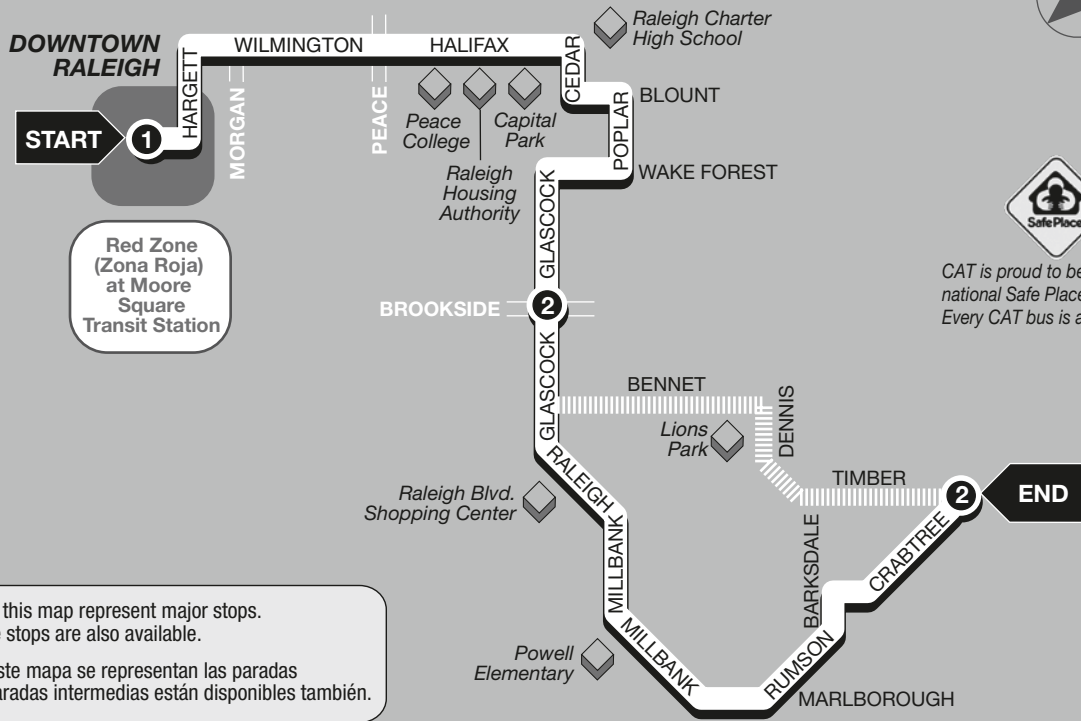 DOWNTOWN
RALEIGH
START
1
HARGETT
WILMINGTON
MORGAN
PEACE
HALIFAX
CEDAR
Raleigh Charter
High School
BLOUNT
POPLAR
Peace
College
Raleigh
Housing
Authority
Capital
Park
WAKE FOREST
GLASCOCK
Red Zone
(Zona Roja)
at Moore
Square
Transit Station
Safe Place
CAT is proud to be
national Safe Place
Every CAT bus is a
BROOKSIDE
2
GLASCOCK
BENNET
DENNIS
Lions
Park
TIMBER
2
END
RALEIGH
Raleigh Blvd.
Shopping Center
MILLBANK
BARKSDALE
CRABTREE
MILLBANK
Powell
Elementary
RUMSON
MARLBOROUGH
this map represent major stops.
stops are also available.
ste mapa se representan las paradas
aradas intermedias están disponibles también.